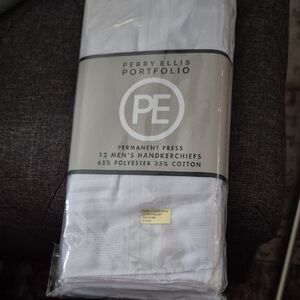 PERRY ELLIS
PORTFOLIO
PE
PERMANENT PRESS
12 MEN'S HANDKERCHIEFS
65% POLYESTER 35% COTTON